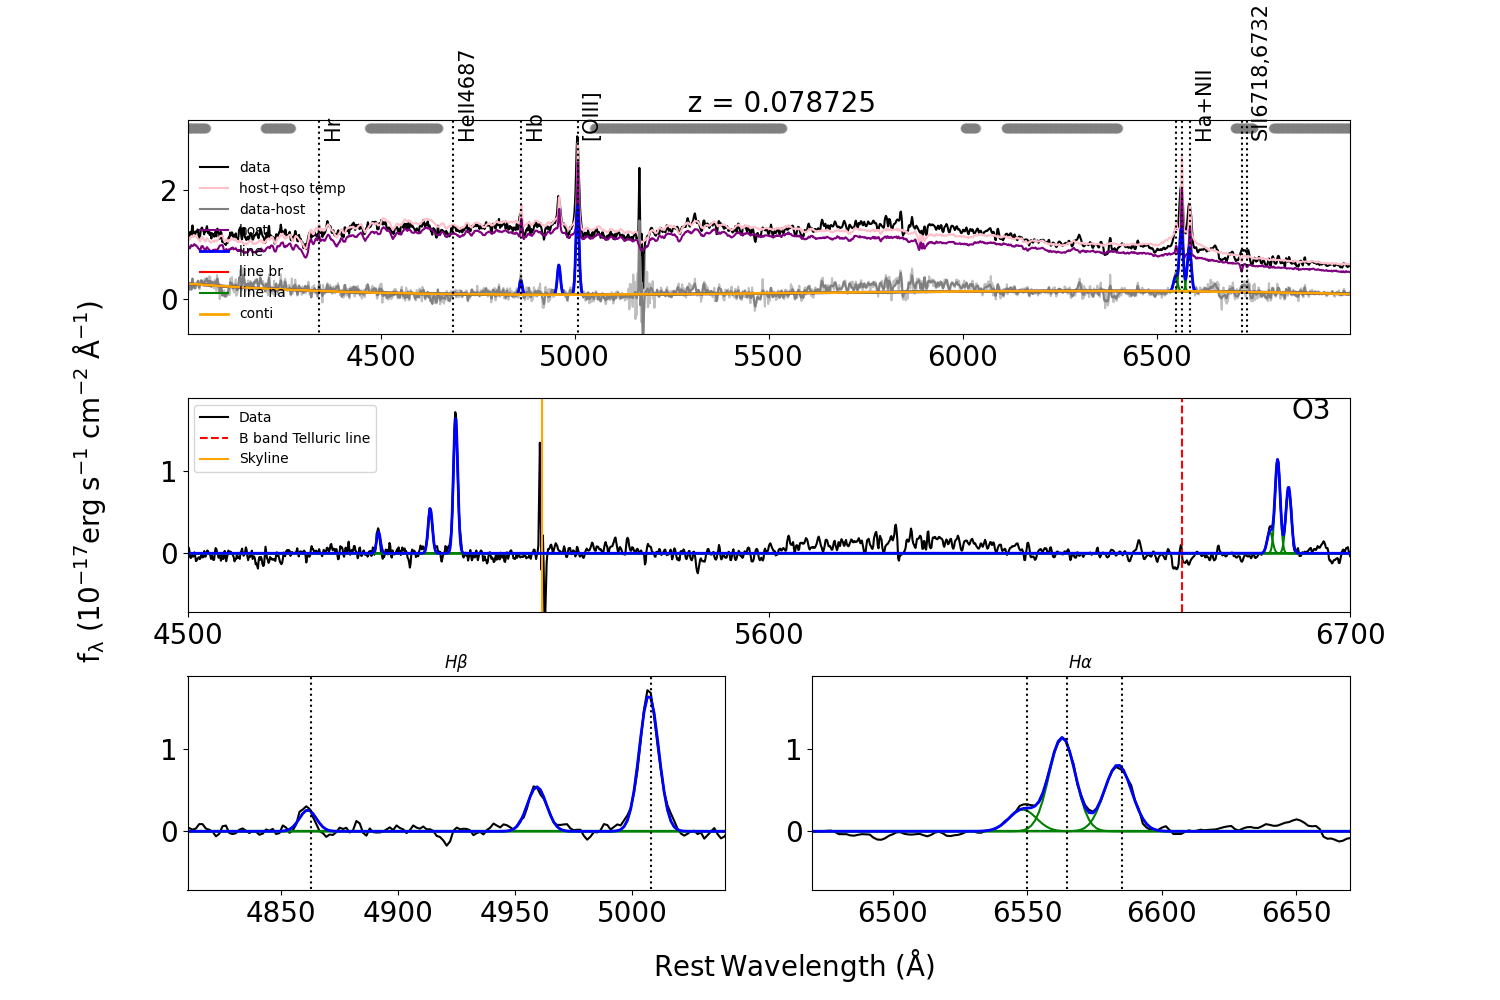 z = 0.078725
Hr
HeII4687
Hb
[OIII]
Ha+NII
SII6718,6732
data
host+qso temp
data-host
host
line
line br
line na
conti
2
0
4500 5000 5500 6000 6500
O3
Data
B band Telluric line
Skyline
1
0
4500 5600 6700
Hβ
1
0
4850 4900 4950 5000
Hα
1
0
6500 6550 6600 6650
fλ (10⁻¹⁷erg s⁻¹ cm⁻² Å⁻¹)
Rest Wavelength (Å)